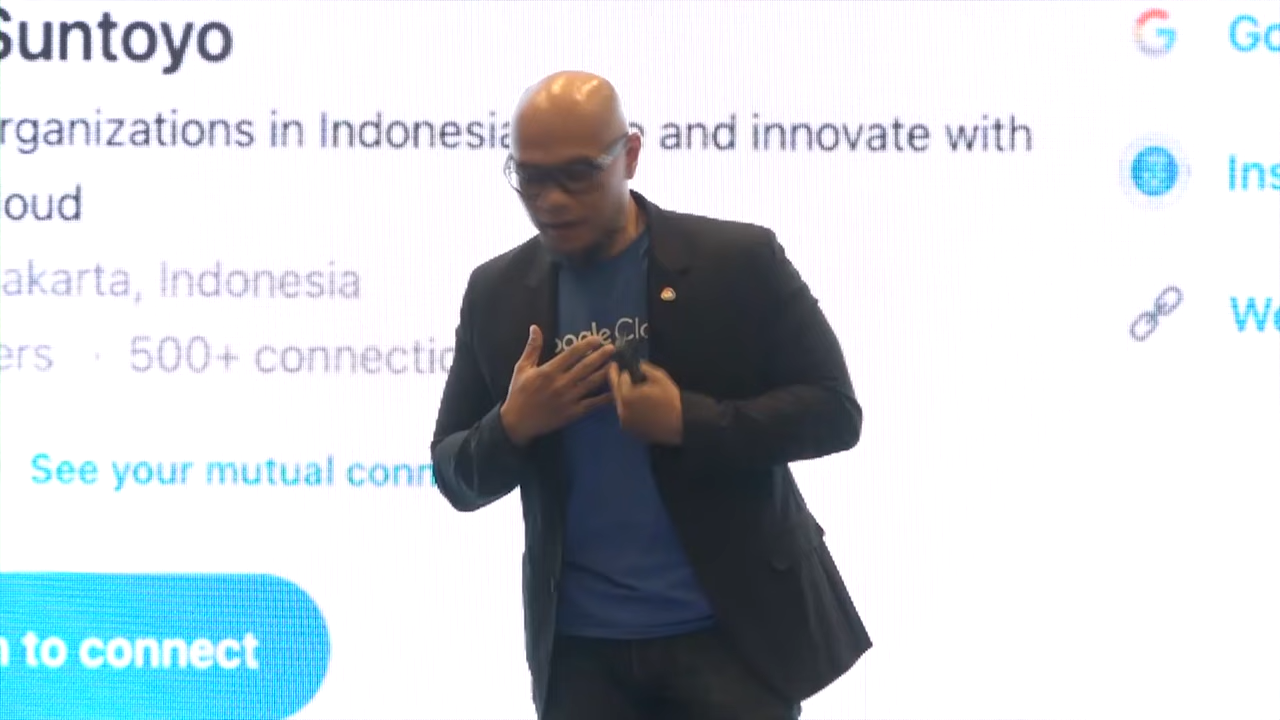 Suntoyo
rganizations in Indonesia and innovate with
loud
akarta, Indonesia
ers · 500+ connectio
See your mutual conn
n to connect
G Go
Ins
We
oogle Clo